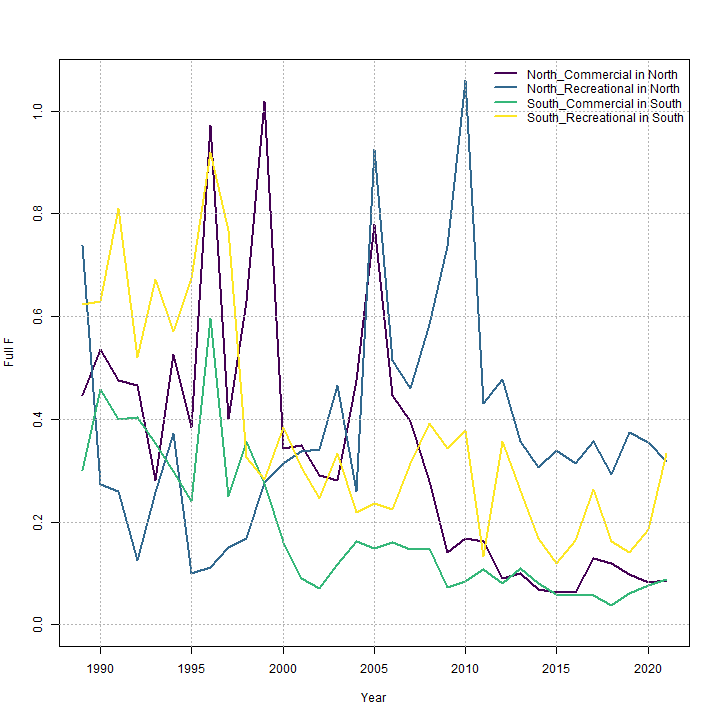 North_Commercial in North
North_Recreational in North
South_Commercial in South
South_Recreational in South
1.0
0.8
0.6
0.4
0.2
0.0
Full F
1990 1995 2000 2005 2010 2015 2020
Year